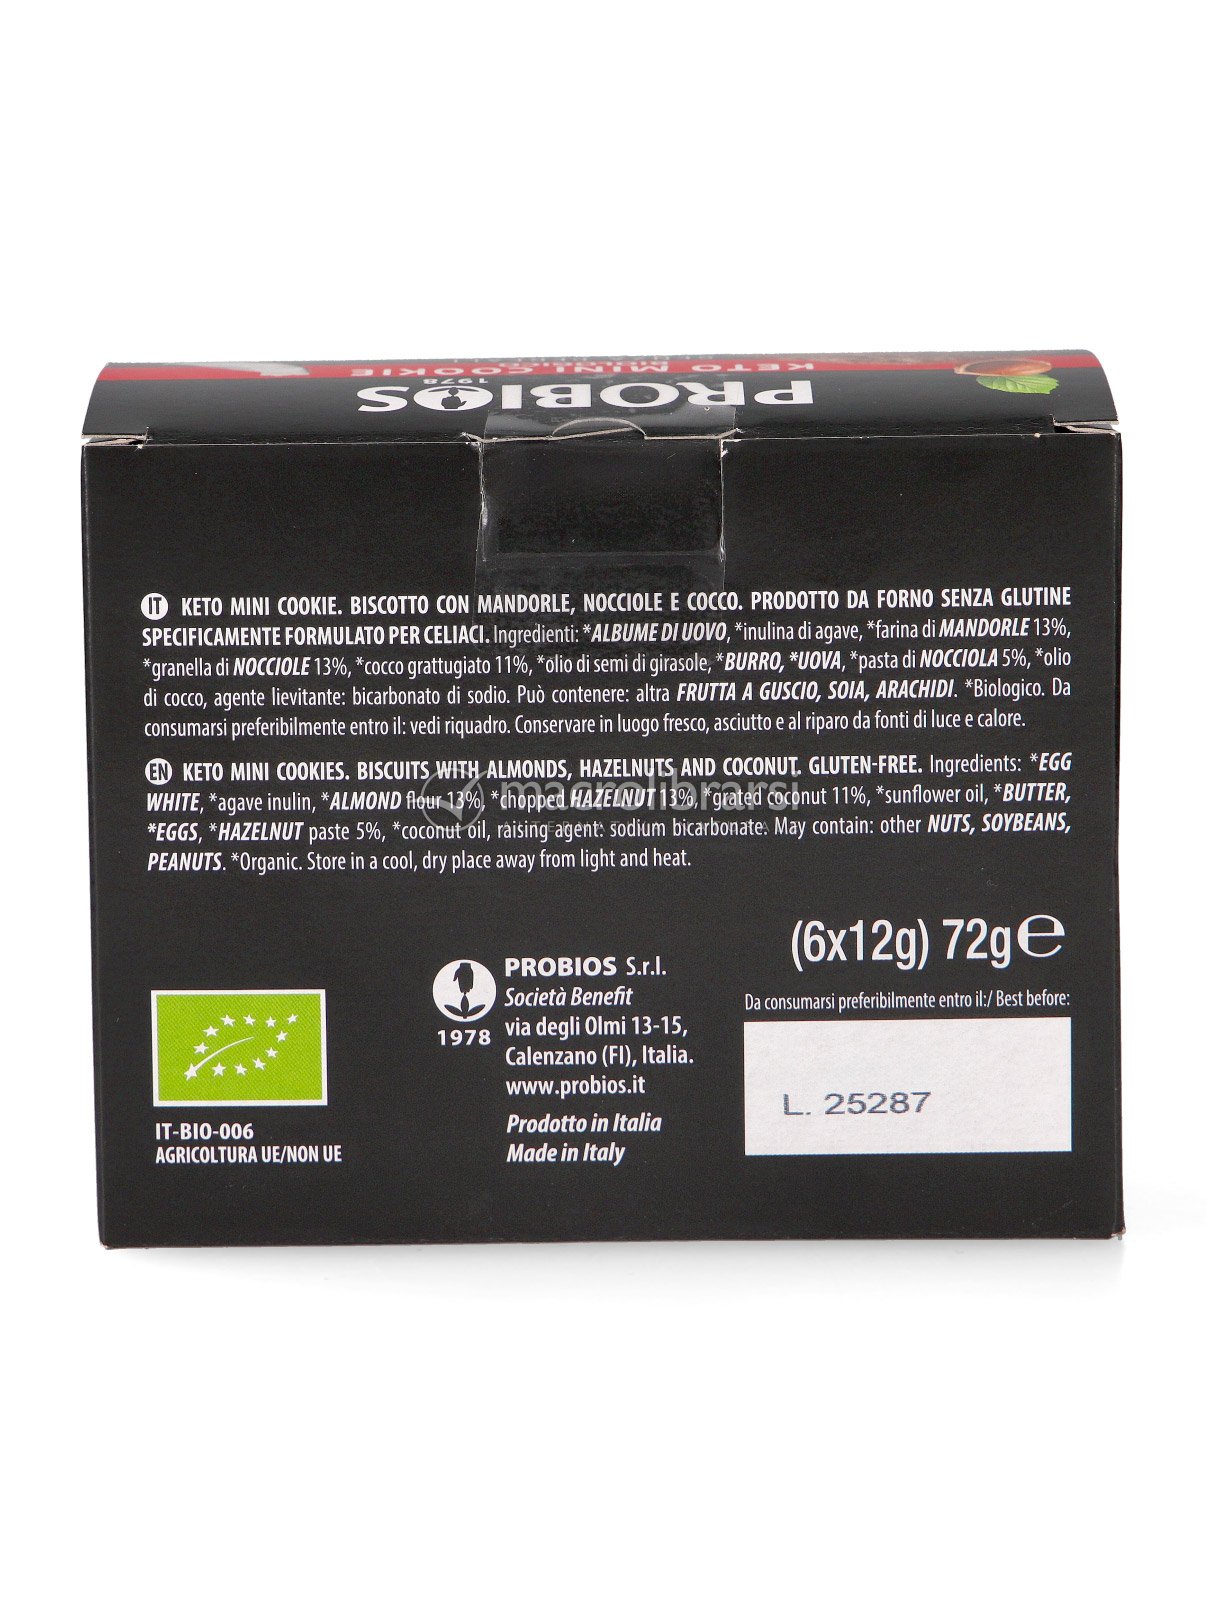 PROBIOS
1978
KETO MINI COOKIE
IT KETO MINI COOKIE. BISCOTTO CON MANDORLE, NOCCIOLE E COCCO. PRODOTTO DA FORNO SENZA GLUTINE
SPECIFICAMENTE FORMULATO PER CELIACI. Ingredienti: *ALBUME DI UOVO, *inulina di agave, *farina di MANDORLE 13%,
*granella di NOCCIOLE 13%, *cocco grattugiato 11%, *olio di semi di girasole, *BURRO, *UOVA, *pasta di NOCCIOLA 5%, *olio
di cocco, agente lievitante: bicarbonato di sodio. Può contenere: altra FRUTTA A GUSCIO, SOIA, ARACHIDI. *Biologico. Da
consumarsi preferibilmente entro il: vedi riquadro. Conservare in luogo fresco, asciutto e al riparo da fonti di luce e calore.
EN KETO MINI COOKIES. BISCUITS WITH ALMONDS, HAZELNUTS AND COCONUT. GLUTEN-FREE. Ingredients: *EGG
WHITE, *agave inulin, *ALMOND flour 13%, *chopped HAZELNUT 13%, *grated coconut 11%, *sunflower oil, *BUTTER,
*EGGS, *HAZELNUT paste 5%, *coconut oil, raising agent: sodium bicarbonate. May contain: other NUTS, SOYBEANS,
PEANUTS. *Organic. Store in a cool, dry place away from light and heat.
macrolibrarsi
(6x12g) 72g℮
Da consumarsi preferibilmente entro il:/ Best before:
L. 25287
1978
PROBIOS S.r.l.
Società Benefit
via degli Olmi 13-15,
Calenzano (FI), Italia.
www.probios.it
Prodotto in Italia
Made in Italy
IT-BIO-006
AGRICOLTURA UE/NON UE